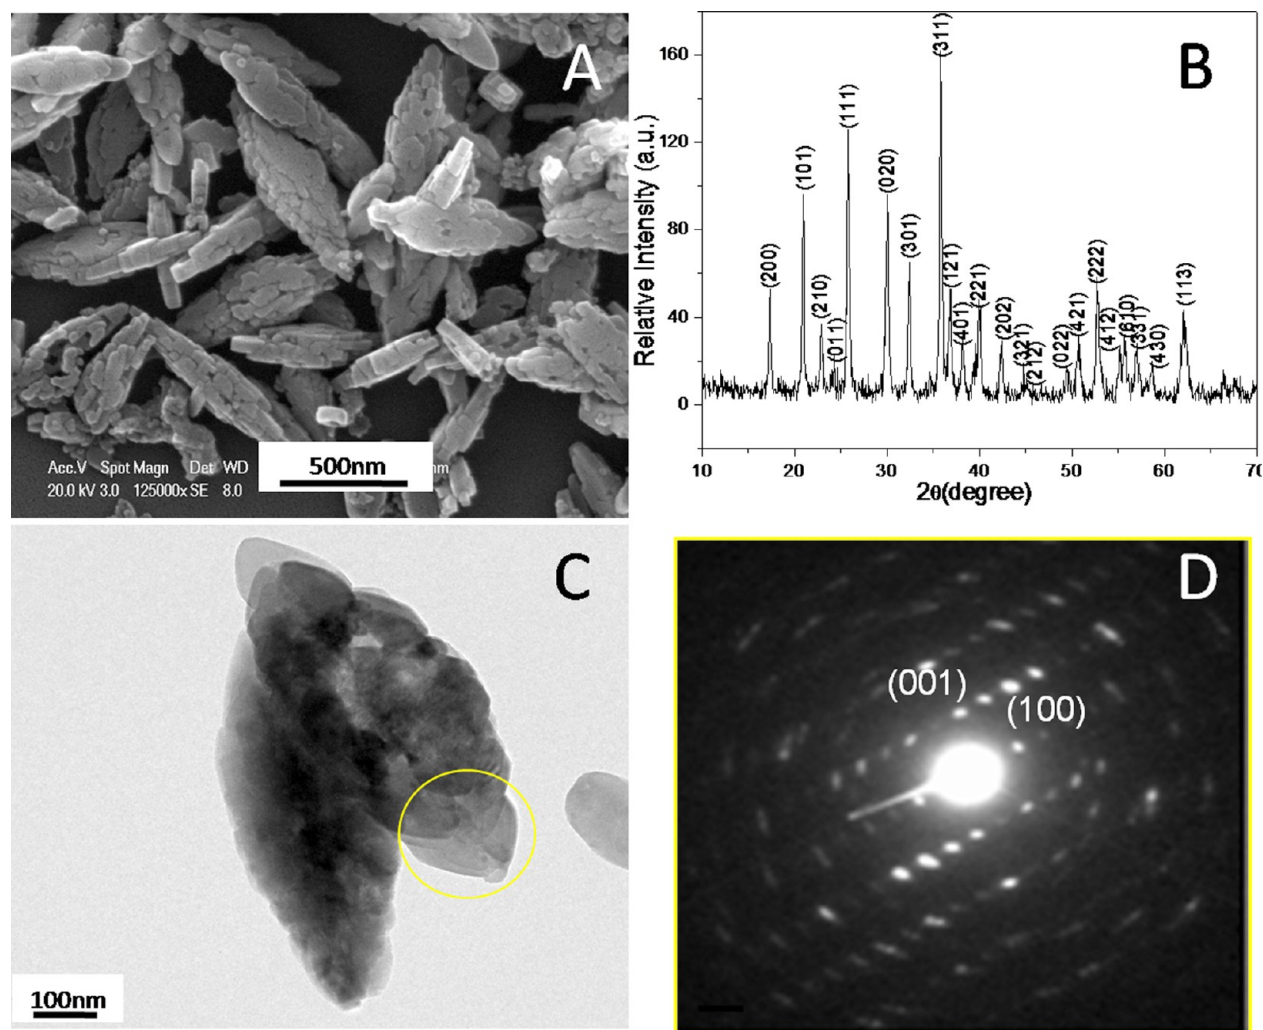 A
Acc.V Spot Magn Det WD
20.0 kV 3.0 125000x SE 8.0
500nm
nm
B
Relative Intensity (a.u.)
160
120
80
40
0
(200)
(101)
(210)
(011)
(111)
(020)
(301)
(311)
(121)
(401)
(221)
(202)
(321)
(212)
(022)
(421)
(222)
(412)
(610)
(331)
(430)
(113)
10 20 30 40 50 60 70
2θ(degree)
C
100nm
D
(001)
(100)